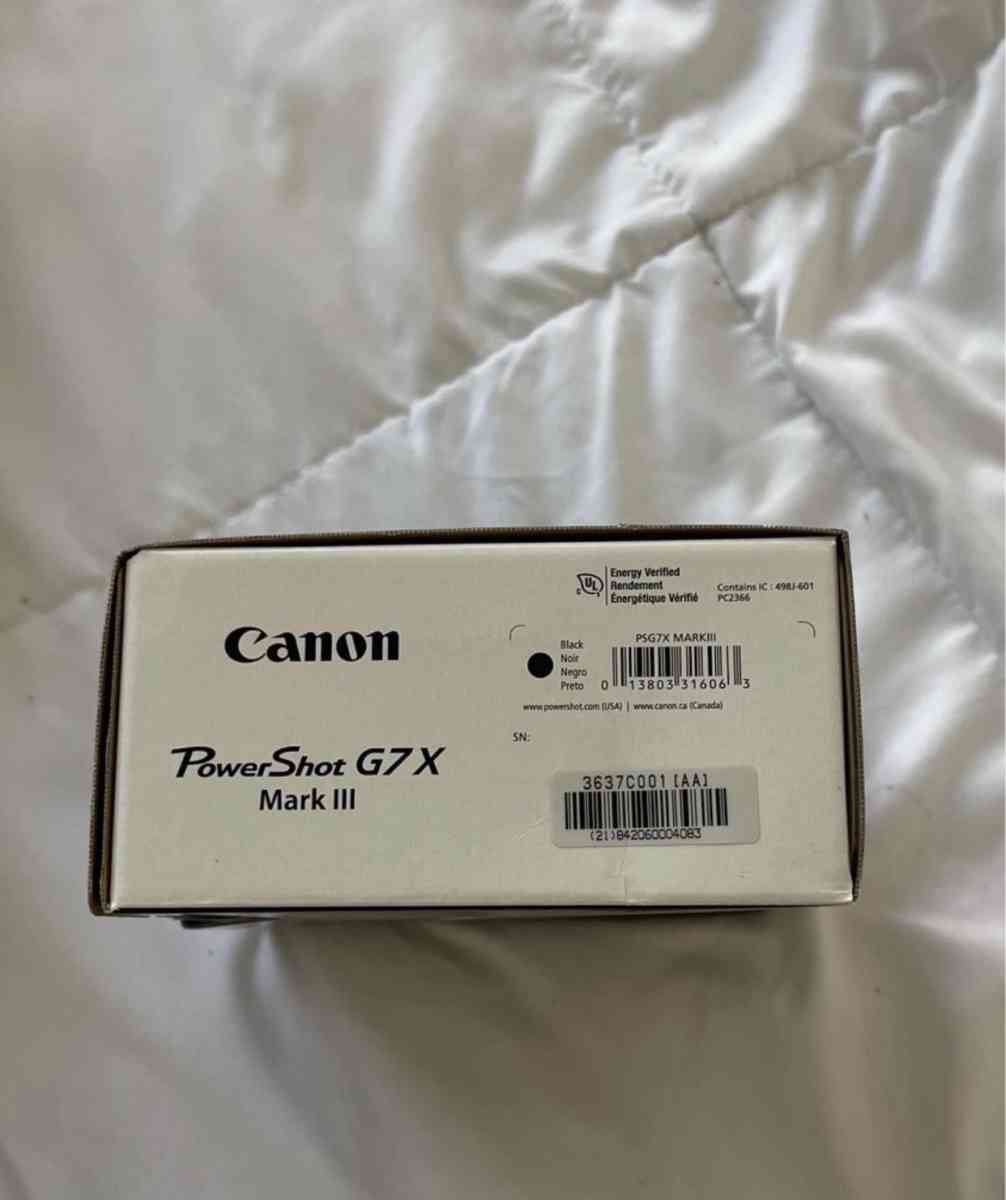 Canon
PowerShot G7 X
Mark III
C UL US
Energy Verified
Rendement
Énergétique Vérifié
Contains IC : 498J-601
PC2366
Black
Noir
Negro
Preto
PSG7X MARKIII
0 13803 31606 3
www.powershot.com (USA) | www.canon.ca (Canada)
SN:
3637C001 [AA]
(21)842060004083